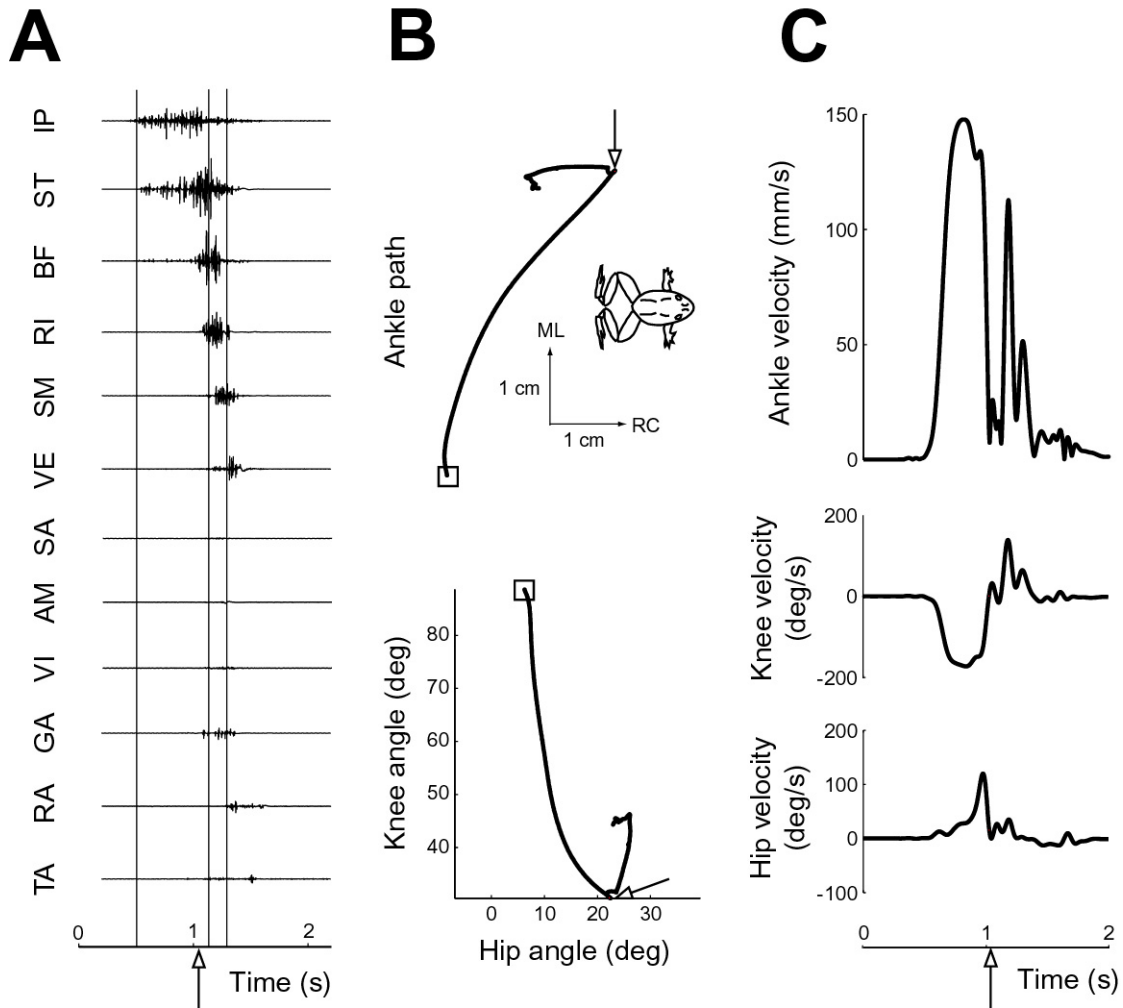 A
IP
ST
BF
RI
SM
VE
SA
AM
VI
GA
RA
TA
0 1 2
Time (s)
B
Ankle path
ML
1 cm
RC
1 cm
Knee angle (deg)
80
70
60
50
40
0 10 20 30
Hip angle (deg)
C
Ankle velocity (mm/s)
150
100
50
0
Knee velocity
(deg/s)
200
0
-200
Hip velocity
(deg/s)
200
100
0
-100
0 1 2
Time (s)